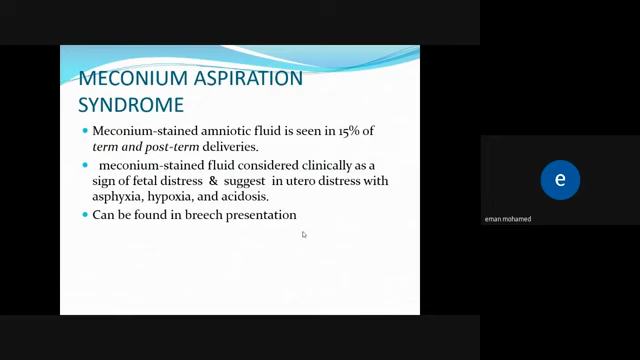 MECONIUM ASPIRATION
SYNDROME
Meconium-stained amniotic fluid is seen in 15% of
term and post-term deliveries.
meconium-stained fluid considered clinically as a
sign of fetal distress & suggest in utero distress with
asphyxia, hypoxia, and acidosis.
Can be found in breech presentation
e
eman mohamed